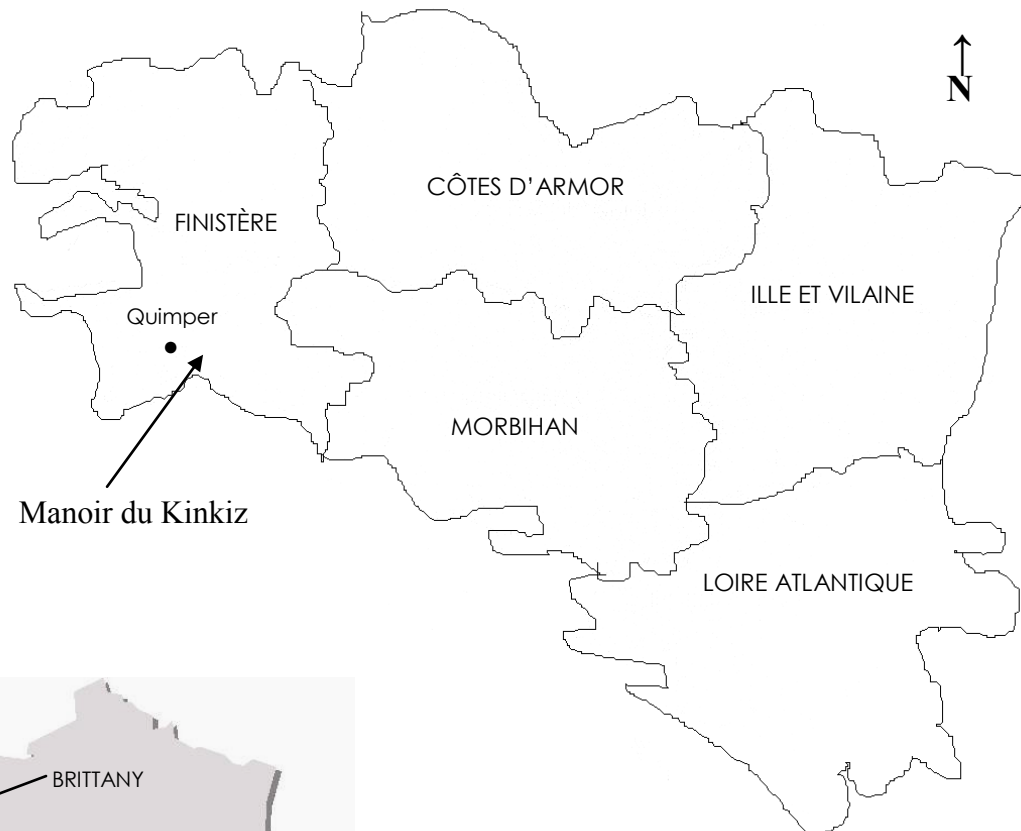 N
CÔTES D'ARMOR
FINISTÈRE
ILLE ET VILAINE
Quimper
MORBIHAN
Manoir du Kinkiz
LOIRE ATLANTIQUE
BRITTANY